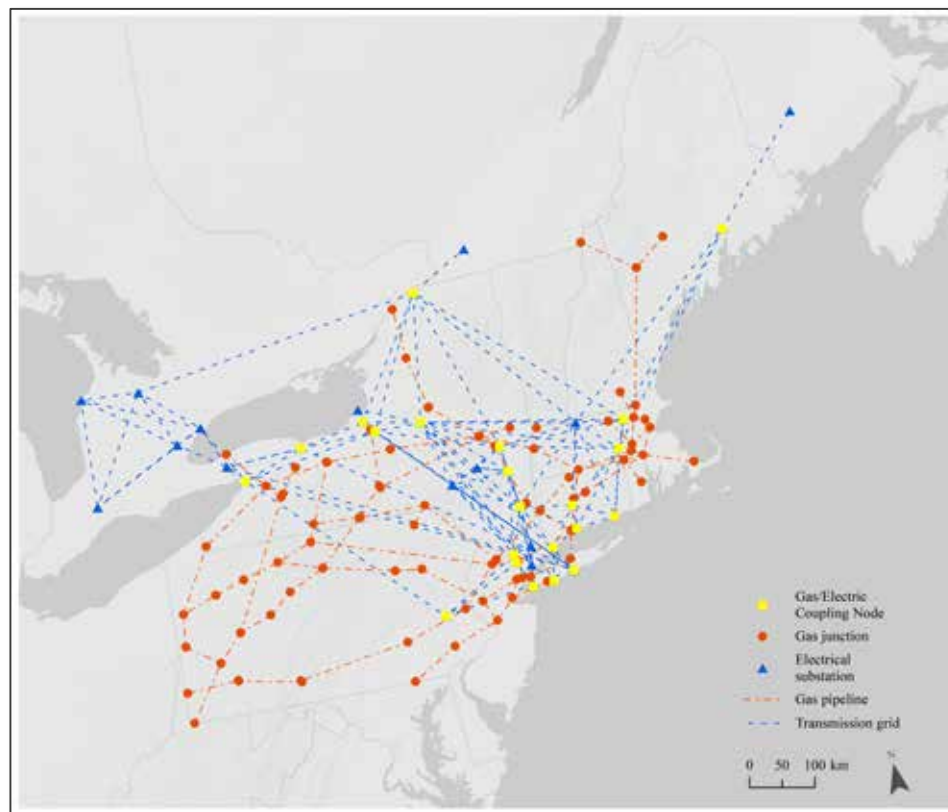 Gas/Electric
Coupling Node
Gas junction
Electrical
substation
Gas pipeline
Transmission grid
0 50 100 km
N